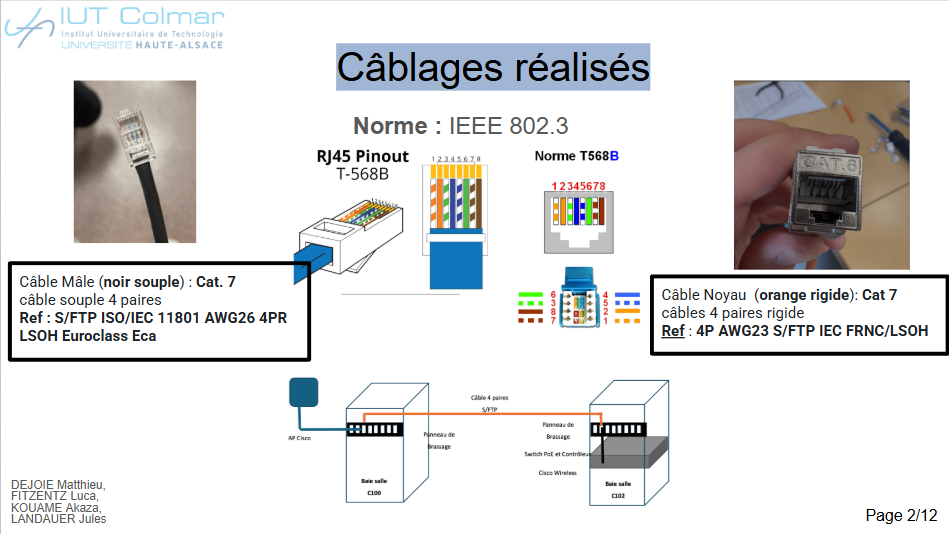 IUT Colmar
Institut Universitaire de Technologie
UNIVERSITÉ HAUTE-ALSACE
Câblages réalisés
Norme : IEEE 802.3
RJ45 Pinout
T-568B
1 2 3 4 5 6 7 8
Norme T568B
12345678
CAT.6
Câble Mâle (noir souple) : Cat. 7
câble souple 4 paires
Ref : S/FTP ISO/IEC 11801 AWG26 4PR
LSOH Euroclass Eca
6
3
8
7
4
5
2
1
Câble Noyau (orange rigide): Cat 7
câbles 4 paires rigide
Ref : 4P AWG23 S/FTP IEC FRNC/LSOH
AP Cisco
Panneau de
Brassage
Baie salle
C100
Câble 4 paires
S/FTP
Panneau de
Brassage
Switch PoE et Contrôleur
Cisco Wireless
Baie salle
C102
DEJOIE Matthieu,
FITZENTZ Luca,
KOUAME Akaza,
LANDAUER Jules
Page 2/12